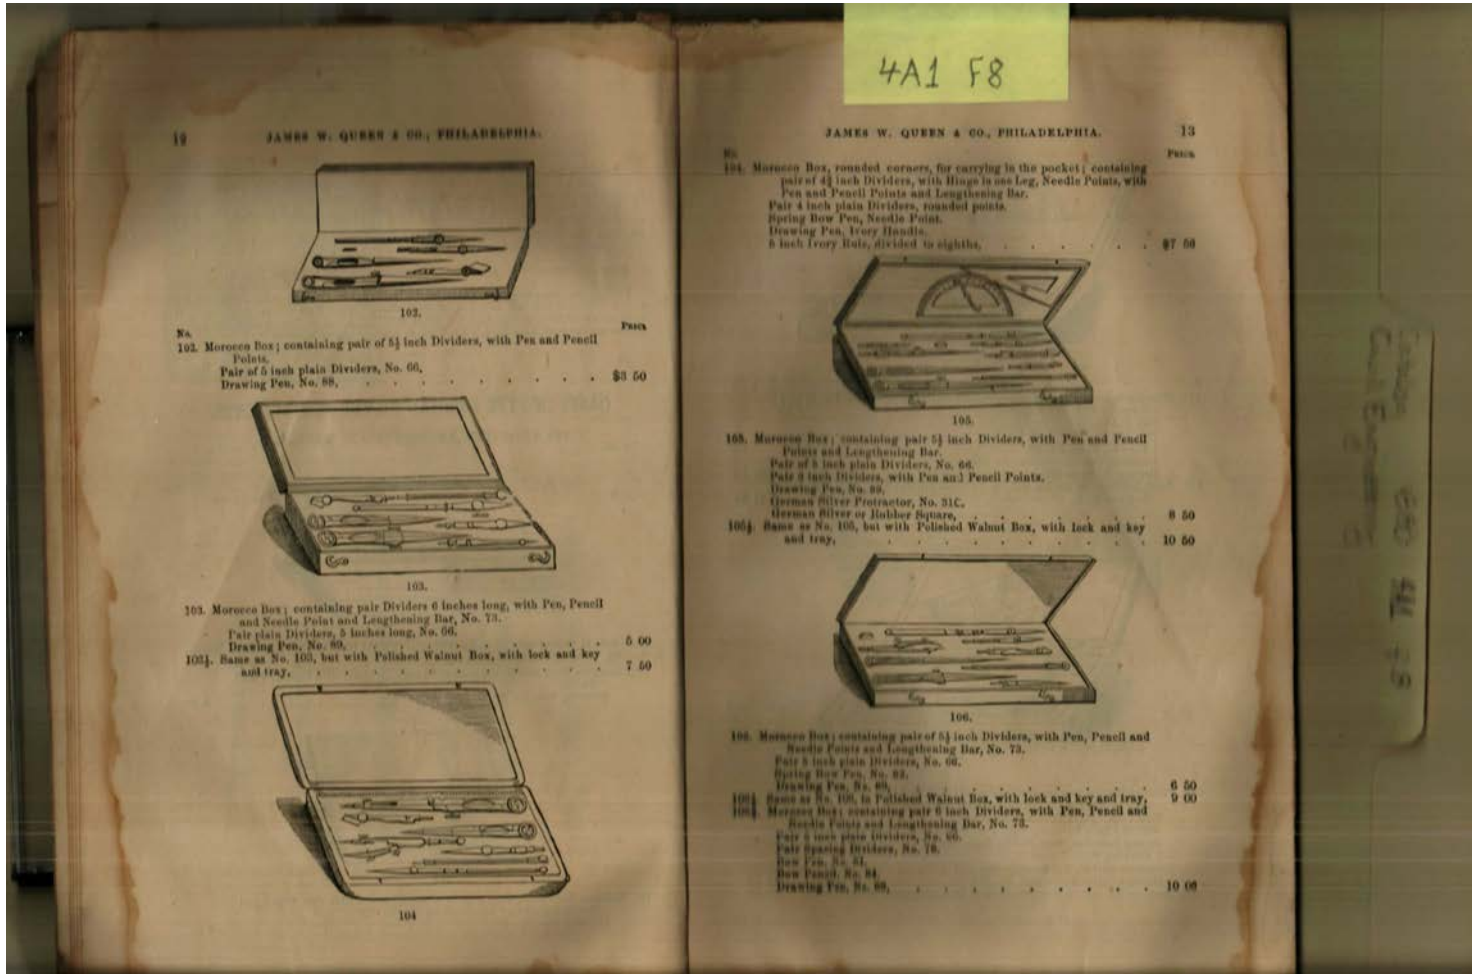 4A1 F8
12 JAMES W. QUEEN & CO., PHILADELPHIA.
102.
No. PRICE
102. Morocco Box; containing pair of 5½ inch Dividers, with Pen and Pencil
Points.
Pair of 5 inch plain Dividers, No. 66,
Drawing Pen, No. 88, . . . . . . . . . $3 50
103.
103. Morocco Box; containing pair Dividers 6 inches long, with Pen, Pencil
and Needle Point and Lengthening Bar, No. 73.
Pair plain Dividers, 5 inches long, No. 66.
Drawing Pen, No. 89, . . . . . . . . . 5 00
103½. Same as No. 103, but with Polished Walnut Box, with lock and key
and tray, . . . . . . . . . . 7 50
104
JAMES W. QUEEN & CO., PHILADELPHIA. 13
No. PRICE
104. Morocco Box, rounded corners, for carrying in the pocket; containing
pair of 4½ inch Dividers, with Hinge in one Leg, Needle Points, with
Pen and Pencil Points and Lengthening Bar.
Pair 4 inch plain Dividers, rounded points.
Spring Bow Pen, Needle Point.
Drawing Pen, Ivory Handle.
6 inch Ivory Rule, divided to eighths, . . . . . . $7 50
105.
105. Morocco Box; containing pair 5½ inch Dividers, with Pen and Pencil
Points and Lengthening Bar.
Pair of 5 inch plain Dividers, No. 66.
Pair 3 inch Dividers, with Pen and Pencil Points.
Drawing Pen, No. 89.
German Silver Protractor, No. 31C.
German Silver or Rubber Square, . . . . . . . 8 50
105½. Same as No. 105, but with Polished Walnut Box, with lock and key
and tray, . . . . . . . . . . 10 50
106.
106. Morocco Box; containing pair of 5½ inch Dividers, with Pen, Pencil and
Needle Points and Lengthening Bar, No. 73.
Pair 5 inch plain Dividers, No. 66.
Spring Bow Pen, No. 82.
Drawing Pen, No. 89, . . . . . . . . . 6 50
Same as No. 106, in Polished Walnut Box, with lock and key and tray, 9 00
Morocco Box; containing pair 6 inch Dividers, with Pen, Pencil and
Needle Points and Lengthening Bar, No. 73.
Pair 5 inch plain Dividers, No. 66.
Pair Spacing Dividers, No. 70.
Bow Pen, No. 81.
Bow Pencil, No. 84.
Drawing Pen, No. 89, . . . . . . . . . 10 00